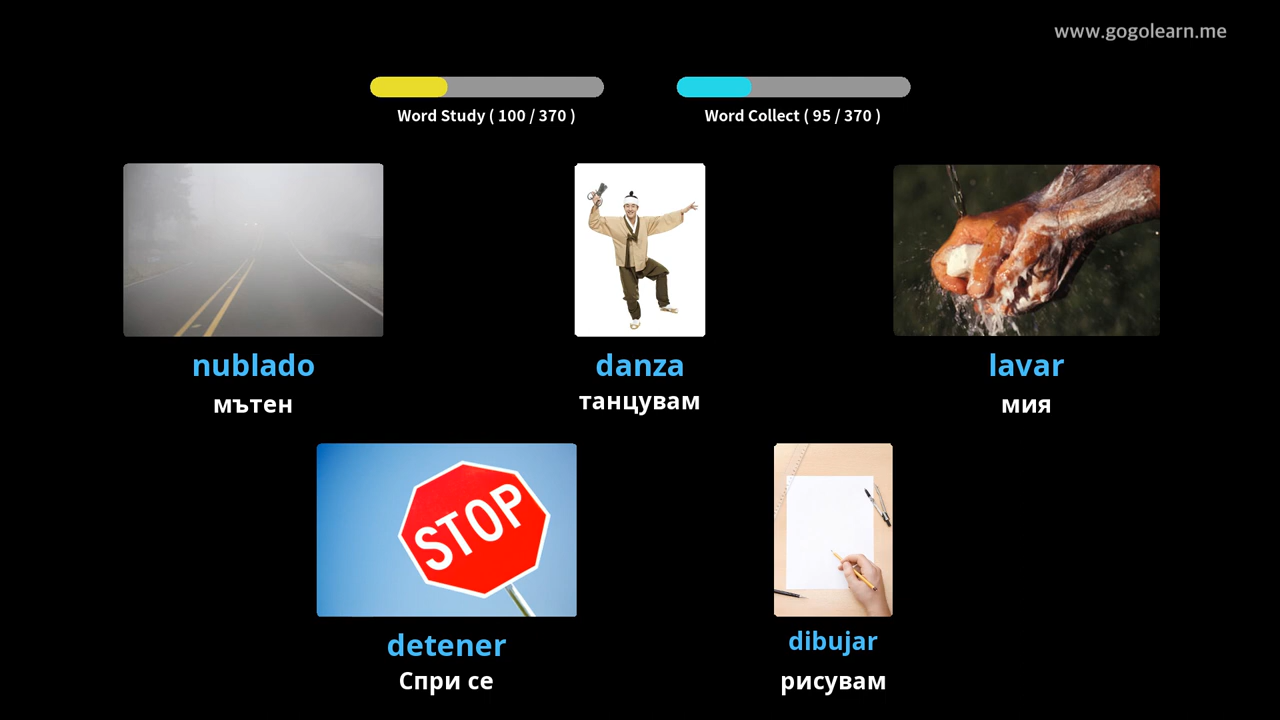 www.gogolearn.me
Word Study ( 100 / 370 )
Word Collect ( 95 / 370 )
nublado
мътен
danza
танцувам
lavar
мия
STOP
detener
Спри се
dibujar
рисувам